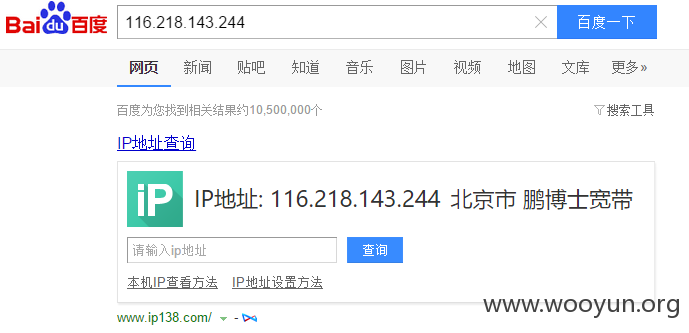 Bai du 百度
116.218.143.244
百度一下
网页 新闻 贴吧 知道 音乐 图片 视频 地图 文库 更多»
百度为您找到相关结果约10,500,000个
搜索工具
IP地址查询
iP
IP地址: 116.218.143.244 北京市 鹏博士宽带
请输入ip地址
查询
本机IP查看方法 IP地址设置方法
www.ip138.com/ -
www.wooyun.org